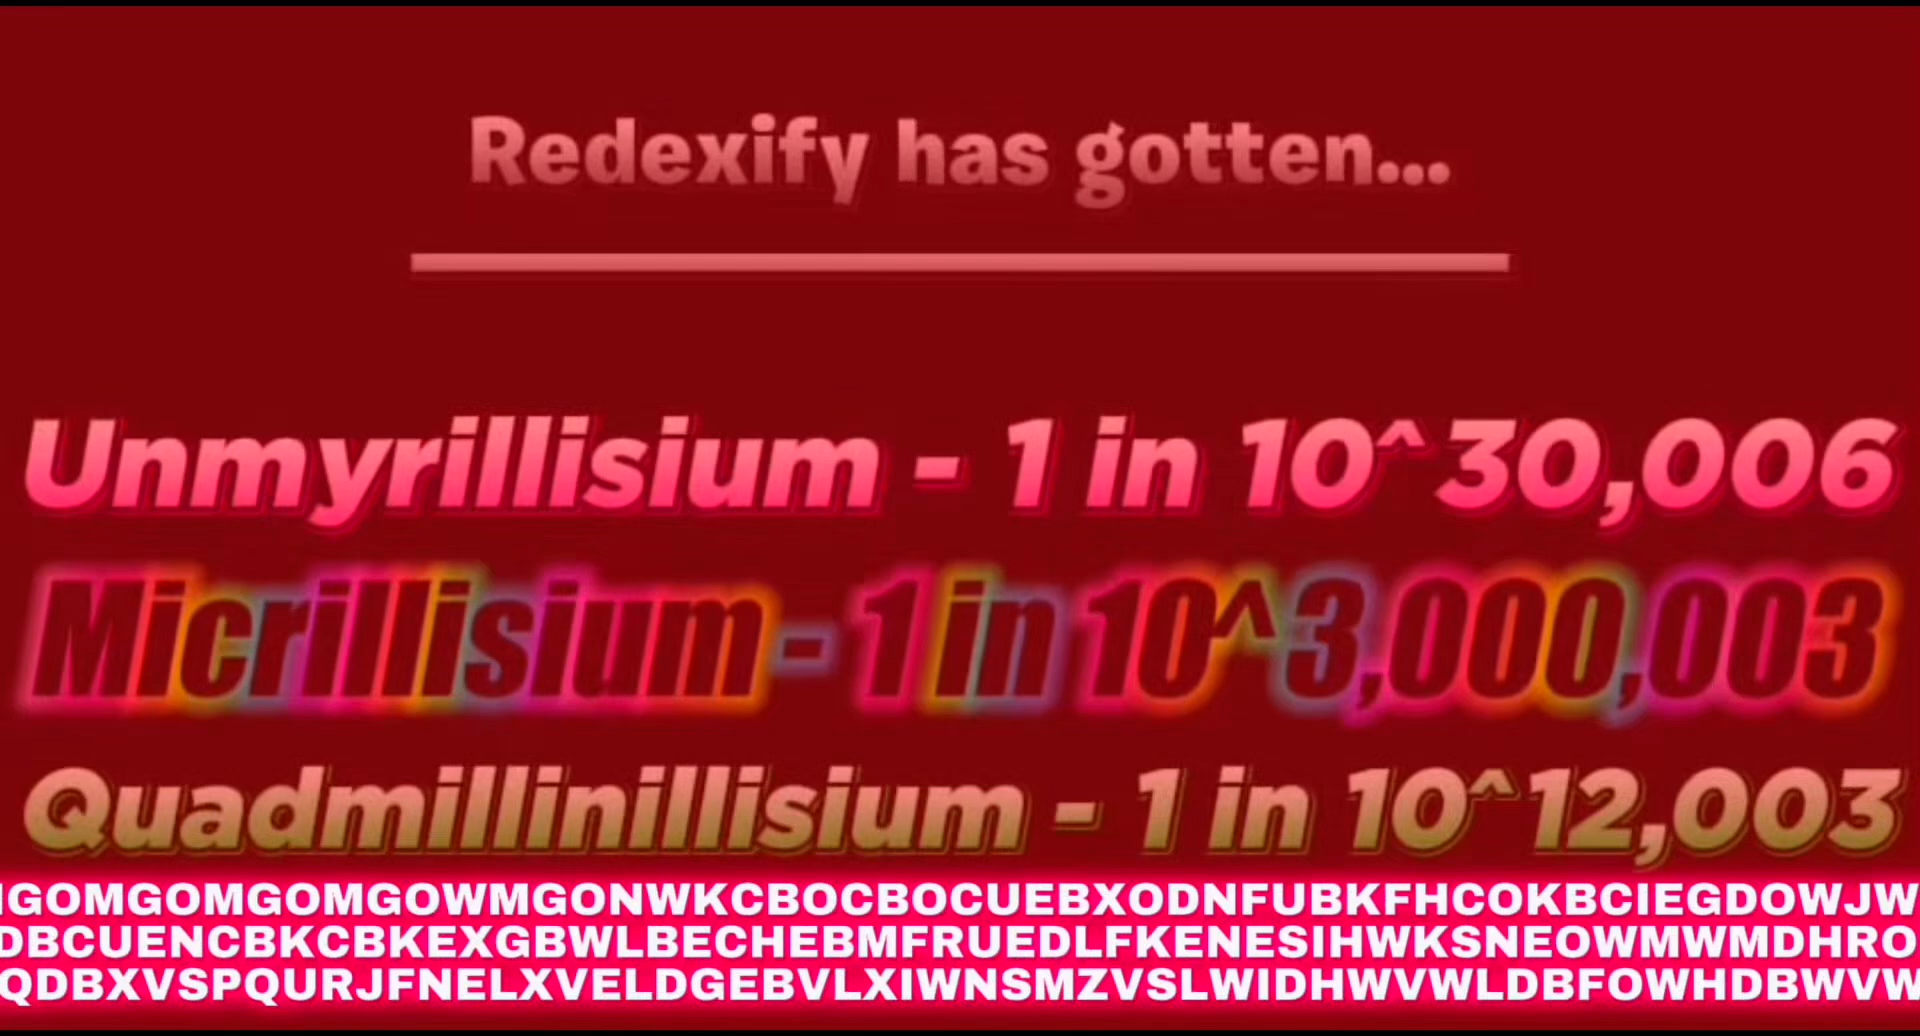 Redexify has gotten...
Unmyrillisium - 1 in 10^30,006
Micrillisium - 1 in 10^3,000,003
Quadmillinillisium - 1 in 10^12,003
MGOMGOMGOMGOWMGONWKCBOCBOCUEBXODNFUBKFHCOKBCIEGDOWJW
DBCUENCBKCBKEXGBWLBECHEBMFRUEDLFKENESIHWKSNEOWMWMDHRO
QDBXVSPQURJFNELXVELDGEBVLXIWNSMZVSLWIDHWVWLDBFOWHDBWVW